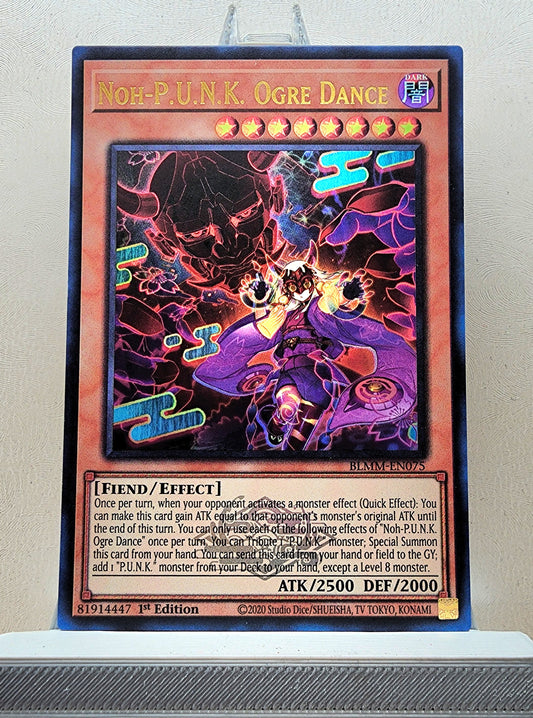 NOH-P.U.N.K. OGRE DANCE
DARK
闇
BLMM-EN075
[FIEND/EFFECT]
Once per turn, when your opponent activates a monster effect (Quick Effect): You
can make this card gain ATK equal to that opponent's monster's original ATK until
the end of this turn. You can only use each of the following effects of "Noh-P.U.N.K.
Ogre Dance" once per turn. You can Tribute 1 "P.U.N.K." monster; Special Summon
this card from your hand. You can send this card from your hand or field to the GY;
add 1 "P.U.N.K." monster from your Deck to your hand, except a Level 8 monster.
ATK/2500 DEF/2000
81914447 1st Edition ©2020 Studio Dice/SHUEISHA, TV TOKYO, KONAMI